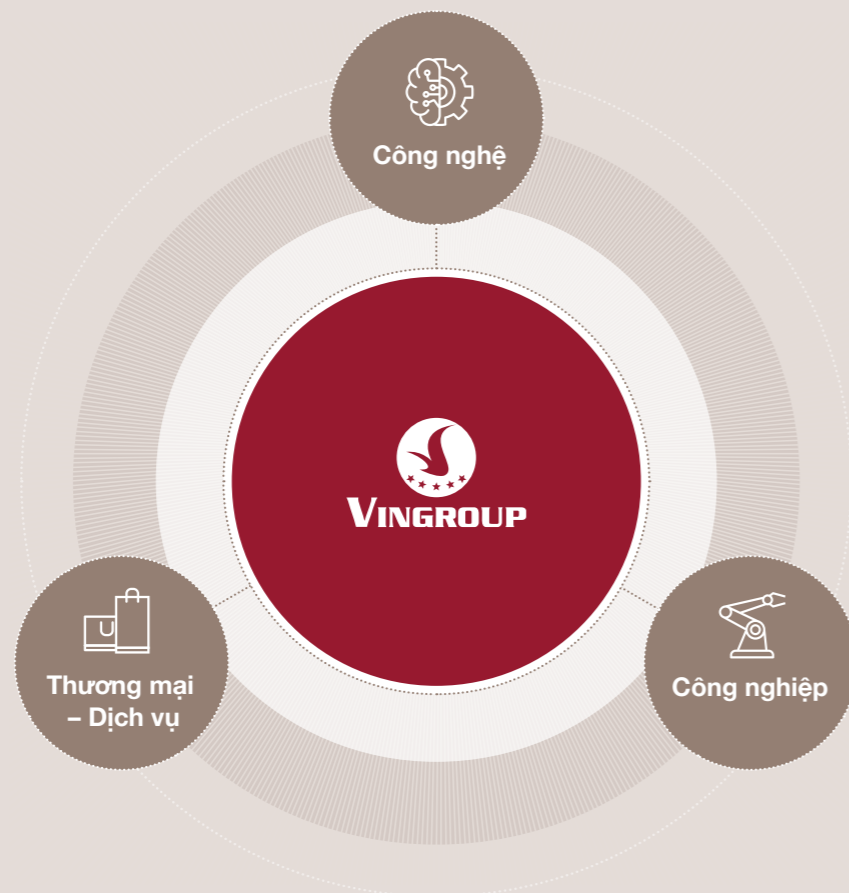 Công nghệ
VINGROUP
Thương mại
– Dịch vụ
Công nghiệp